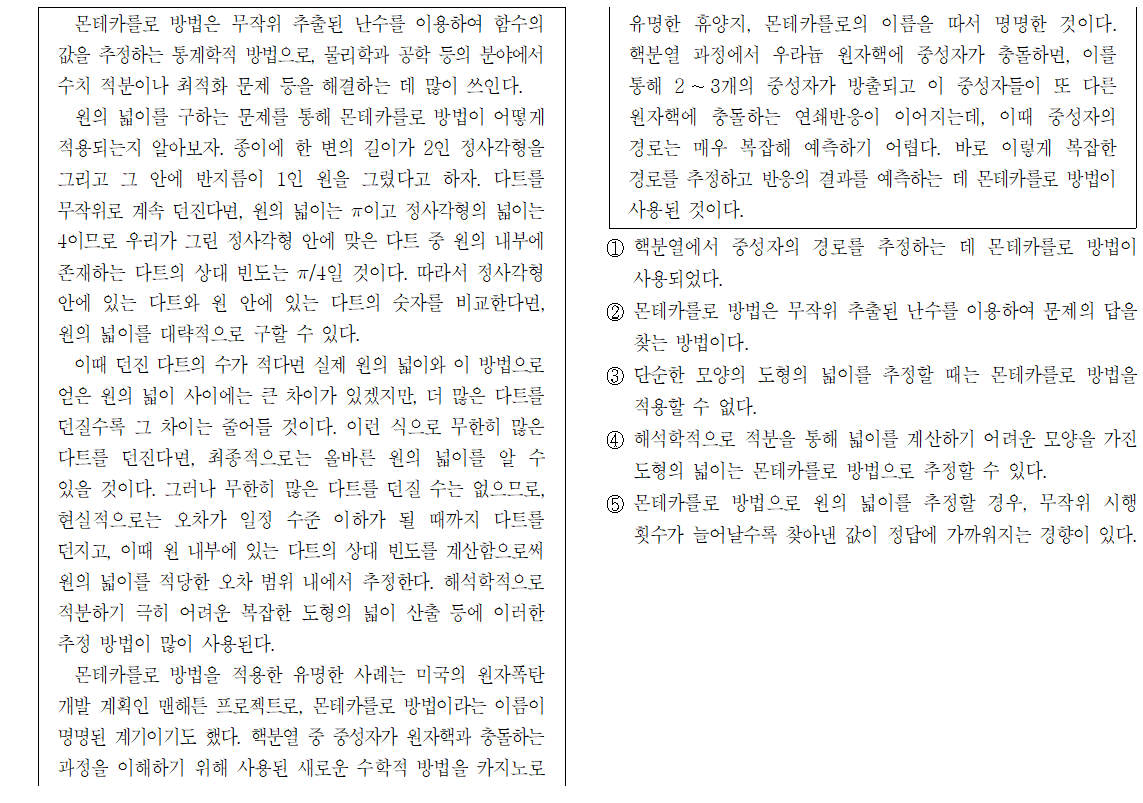 몬테카를로 방법은 무작위 추출된 난수를 이용하여 함수의
값을 추정하는 통계학적 방법으로, 물리학과 공학 등의 분야에서
수치 적분이나 최적화 문제 등을 해결하는 데 많이 쓰인다.
원의 넓이를 구하는 문제를 통해 몬테카를로 방법이 어떻게
적용되는지 알아보자. 종이에 한 변의 길이가 2인 정사각형을
그리고 그 안에 반지름이 1인 원을 그렸다고 하자. 다트를
무작위로 계속 던진다면, 원의 넓이는 π이고 정사각형의 넓이는
4이므로 우리가 그린 정사각형 안에 맞은 다트 중 원의 내부에
존재하는 다트의 상대 빈도는 π/4일 것이다. 따라서 정사각형
안에 있는 다트와 원 안에 있는 다트의 숫자를 비교한다면,
원의 넓이를 대략적으로 구할 수 있다.
이때 던진 다트의 수가 적다면 실제 원의 넓이와 이 방법으로
얻은 원의 넓이 사이에는 큰 차이가 있겠지만, 더 많은 다트를
던질수록 그 차이는 줄어들 것이다. 이런 식으로 무한히 많은
다트를 던진다면, 최종적으로는 올바른 원의 넓이를 알 수
있을 것이다. 그러나 무한히 많은 다트를 던질 수는 없으므로,
현실적으로는 오차가 일정 수준 이하가 될 때까지 다트를
던지고, 이때 원 내부에 있는 다트의 상대 빈도를 계산함으로써
원의 넓이를 적당한 오차 범위 내에서 추정한다. 해석학적으로
적분하기 극히 어려운 복잡한 도형의 넓이 산출 등에 이러한
추정 방법이 많이 사용된다.
몬테카를로 방법을 적용한 유명한 사례는 미국의 원자폭탄
개발 계획인 맨해튼 프로젝트로, 몬테카를로 방법이라는 이름이
명명된 계기이기도 했다. 핵분열 중 중성자가 원자핵과 충돌하는
과정을 이해하기 위해 사용된 새로운 수학적 방법을 카지노로
유명한 휴양지, 몬테카를로의 이름을 따서 명명한 것이다.
핵분열 과정에서 우라늄 원자핵에 중성자가 충돌하면, 이를
통해 2∼3개의 중성자가 방출되고 이 중성자들이 또 다른
원자핵에 충돌하는 연쇄반응이 이어지는데, 이때 중성자의
경로는 매우 복잡해 예측하기 어렵다. 바로 이렇게 복잡한
경로를 추정하고 반응의 결과를 예측하는 데 몬테카를로 방법이
사용된 것이다.
① 핵분열에서 중성자의 경로를 추정하는 데 몬테카를로 방법이
사용되었다.
② 몬테카를로 방법은 무작위 추출된 난수를 이용하여 문제의 답을
찾는 방법이다.
③ 단순한 모양의 도형의 넓이를 추정할 때는 몬테카를로 방법을
적용할 수 없다.
④ 해석학적으로 적분을 통해 넓이를 계산하기 어려운 모양을 가진
도형의 넓이는 몬테카를로 방법으로 추정할 수 있다.
⑤ 몬테카를로 방법으로 원의 넓이를 추정할 경우, 무작위 시행
횟수가 늘어날수록 찾아낸 값이 정답에 가까워지는 경향이 있다.